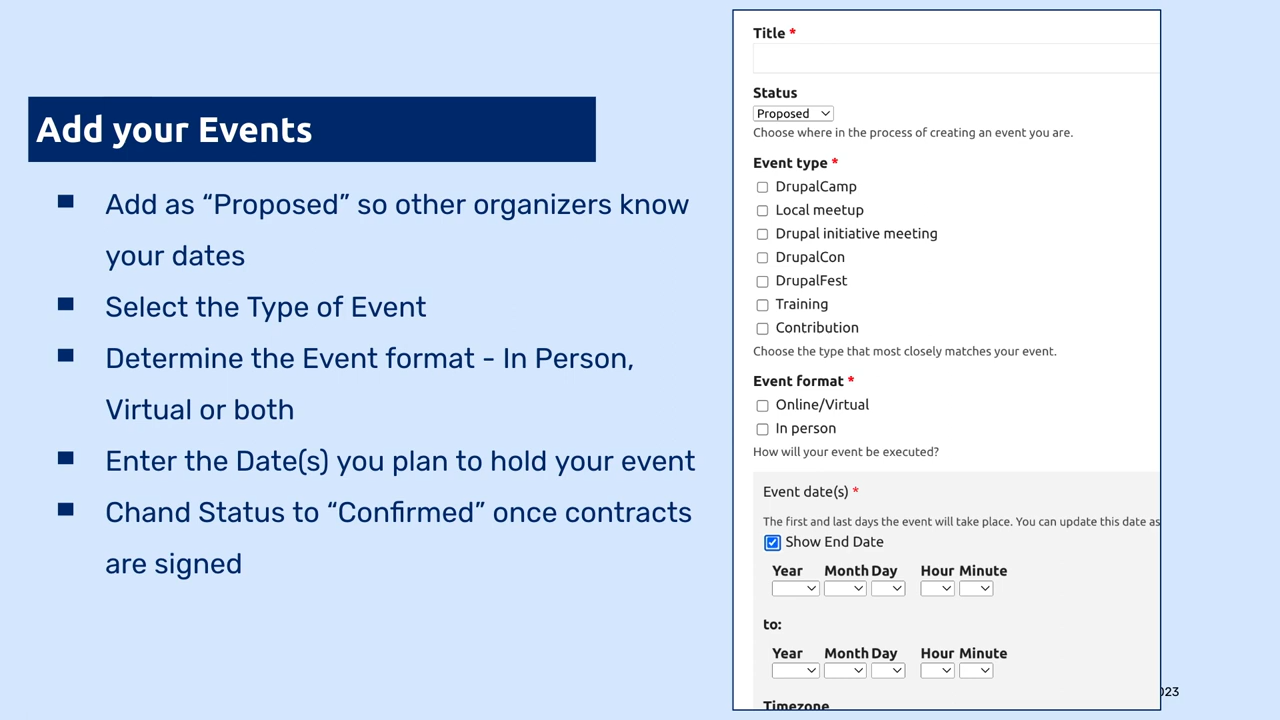 Add your Events
Add as “Proposed” so other organizers know
your dates
Select the Type of Event
Determine the Event format - In Person,
Virtual or both
Enter the Date(s) you plan to hold your event
Chand Status to “Confirmed” once contracts
are signed
Title *
Status
Proposed
Choose where in the process of creating an event you are.
Event type *
DrupalCamp
Local meetup
Drupal initiative meeting
DrupalCon
DrupalFest
Training
Contribution
Choose the type that most closely matches your event.
Event format *
Online/Virtual
In person
How will your event be executed?
Event date(s) *
The first and last days the event will take place. You can update this date as
Show End Date
Year Month Day Hour Minute
to:
Year Month Day Hour Minute
Timezone